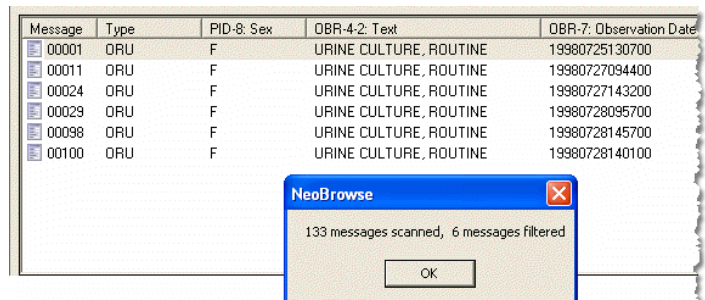 Message Type PID-8: Sex OBR-4-2: Text OBR-7: Observation Date
00001 ORU F URINE CULTURE, ROUTINE 19980725130700
00011 ORU F URINE CULTURE, ROUTINE 19980727094400
00024 ORU F URINE CULTURE, ROUTINE 19980727143200
00029 ORU F URINE CULTURE, ROUTINE 19980728095700
00098 ORU F URINE CULTURE, ROUTINE 19980728145700
00100 ORU F URINE CULTURE, ROUTINE 19980728140100
NeoBrowse
133 messages scanned, 6 messages filtered
OK